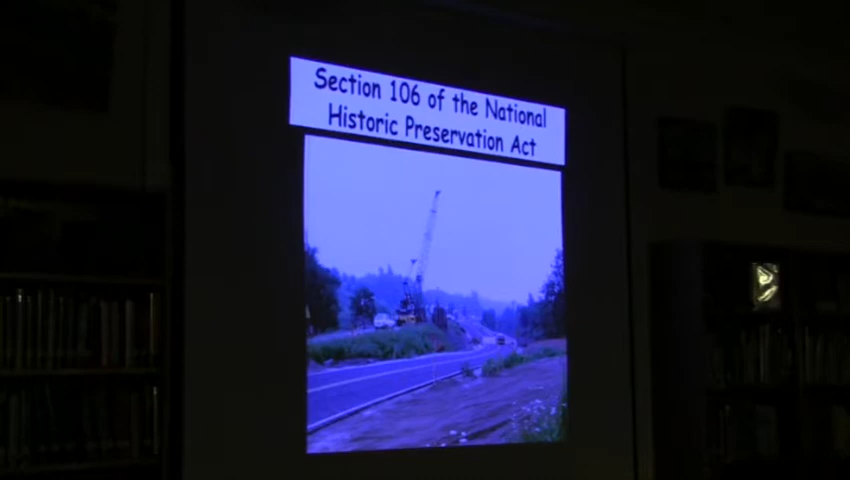 Section 106 of the National
Historic Preservation Act